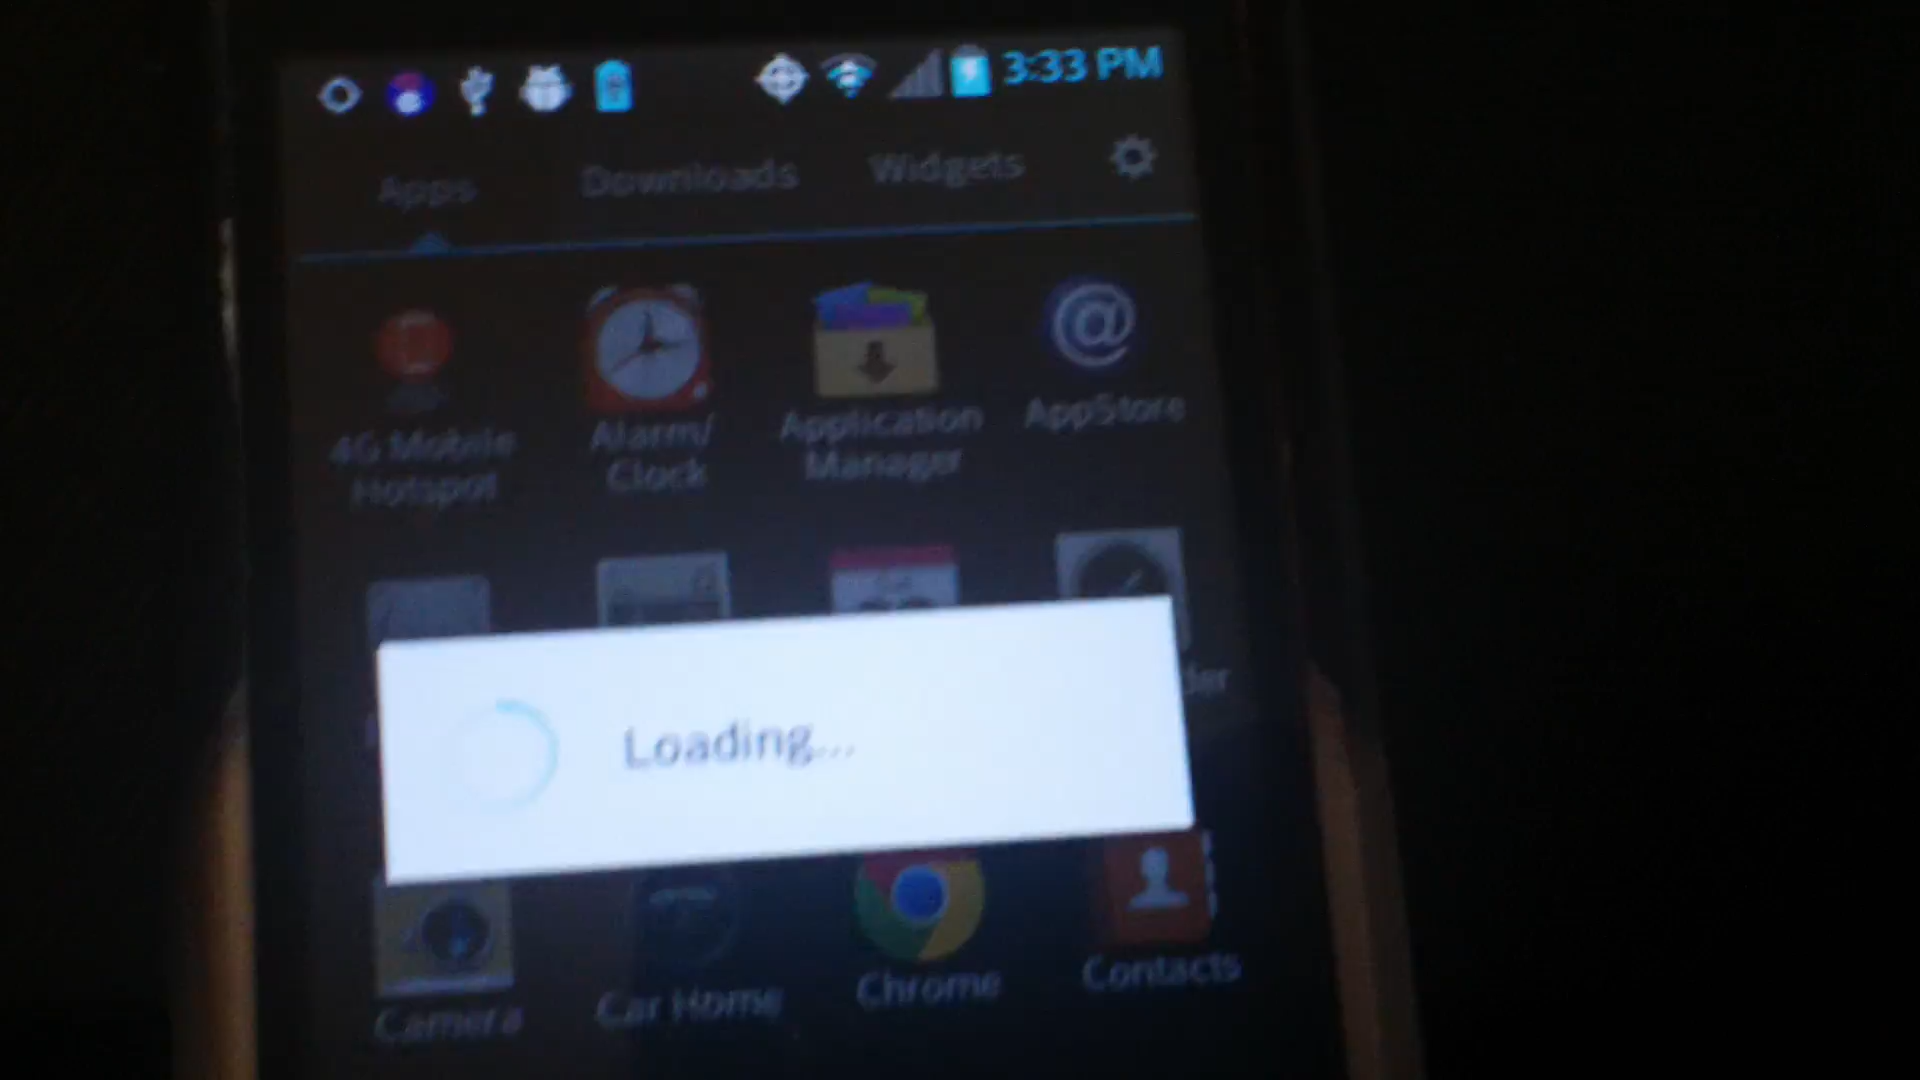 3:33 PM
Apps Downloads Widgets
4G Mobile
Hotspot
Alarm/
Clock
Application
Manager
AppStore
Loading...
Camera
Car Home
Chrome
Contacts